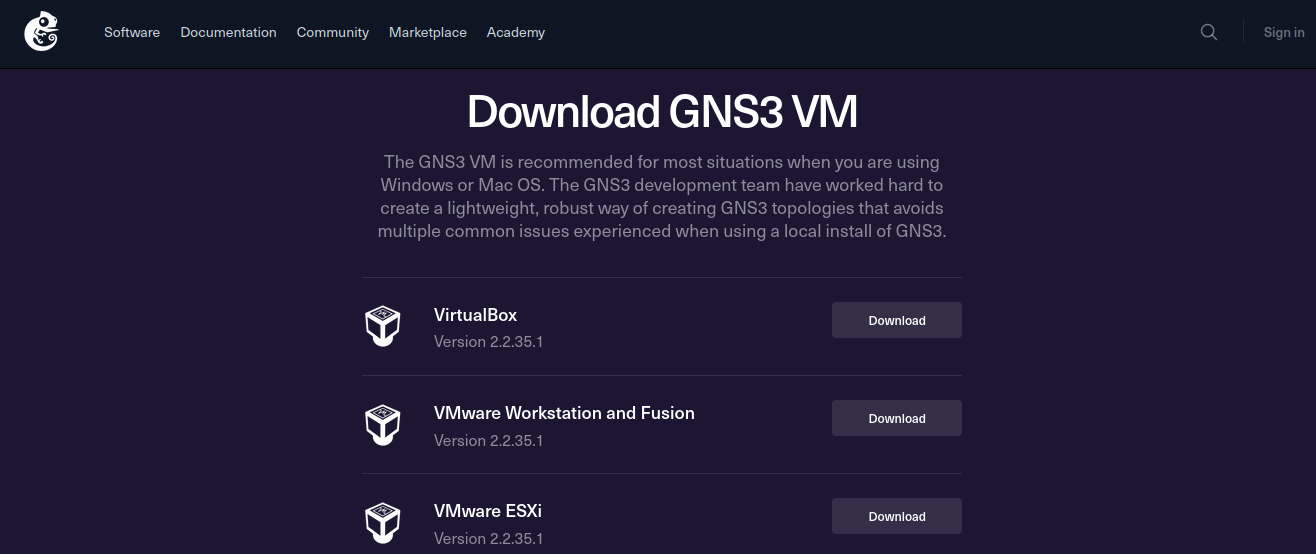 Software Documentation Community Marketplace Academy Sign in
Download GNS3 VM
The GNS3 VM is recommended for most situations when you are using
Windows or Mac OS. The GNS3 development team have worked hard to
create a lightweight, robust way of creating GNS3 topologies that avoids
multiple common issues experienced when using a local install of GNS3.
VirtualBox
Version 2.2.35.1
Download
VMware Workstation and Fusion
Version 2.2.35.1
Download
VMware ESXi
Version 2.2.35.1
Download